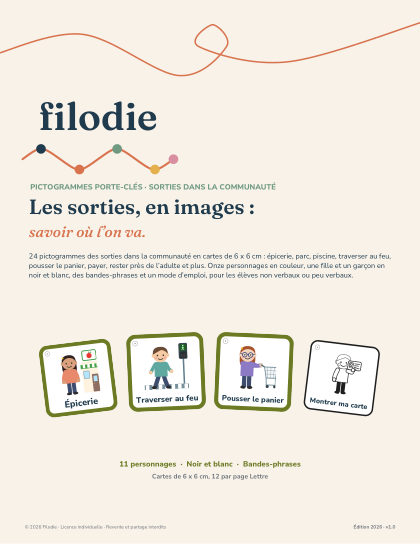 filodie
PICTOGRAMMES PORTE-CLÉS · SORTIES DANS LA COMMUNAUTÉ
Les sorties, en images :
savoir où l'on va.
24 pictogrammes des sorties dans la communauté en cartes de 6 x 6 cm : épicerie, parc, piscine, traverser au feu,
pousser le panier, payer, rester près de l'adulte et plus. Onze personnages en couleur, une fille et un garçon en
noir et blanc, des bandes-phrases et un mode d'emploi, pour les élèves non verbaux ou peu verbaux.
Épicerie
Traverser au feu
Pousser le panier
Montrer ma carte
11 personnages · Noir et blanc · Bandes-phrases
Cartes de 6 x 6 cm, 12 par page Lettre
© 2026 Filodie · Licence individuelle · Revente et partage interdits
Édition 2026 · v1.0